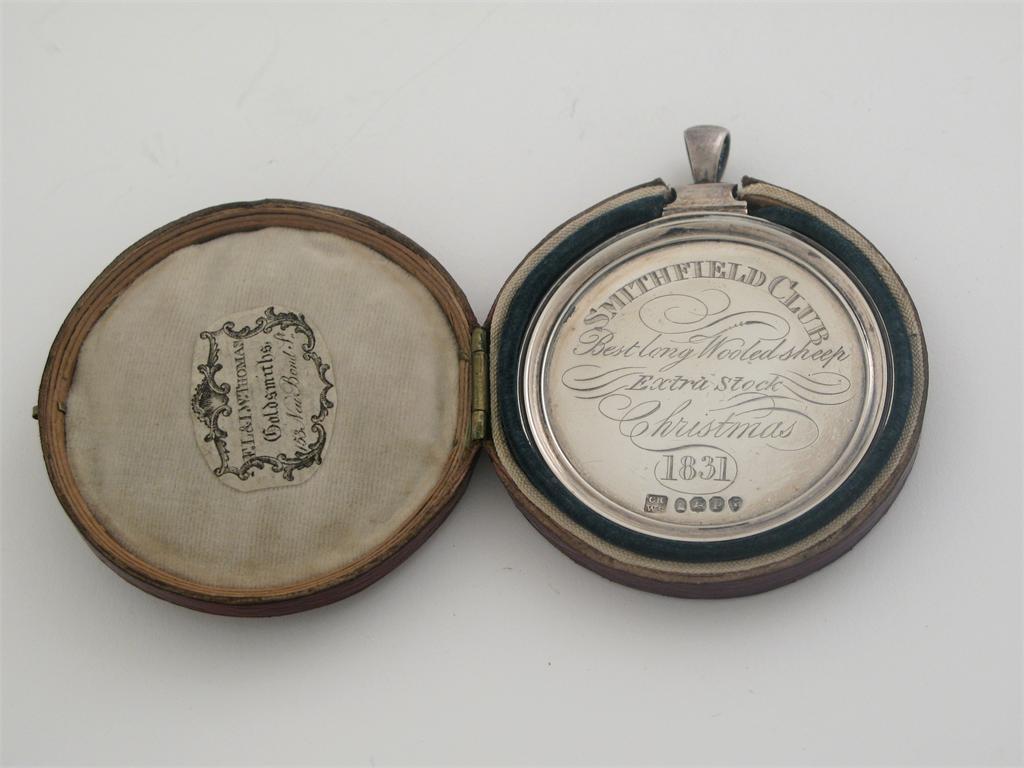 F. L & J. W. THOMAS
Goldsmiths,
153 New Bond St.
SMITHFIELD CLUB
Best long Wooled sheep
Extra stock
Christmas
1831